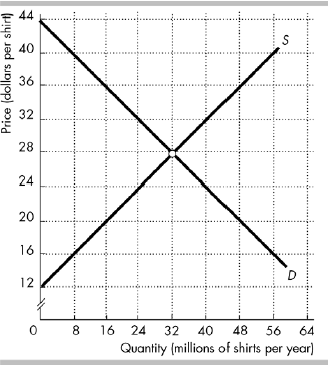 Price (dollars per shirt)
44
40
36
32
28
24
20
16
12
S
D
0 8 16 24 32 40 48 56 64
Quantity (millions of shirts per year)